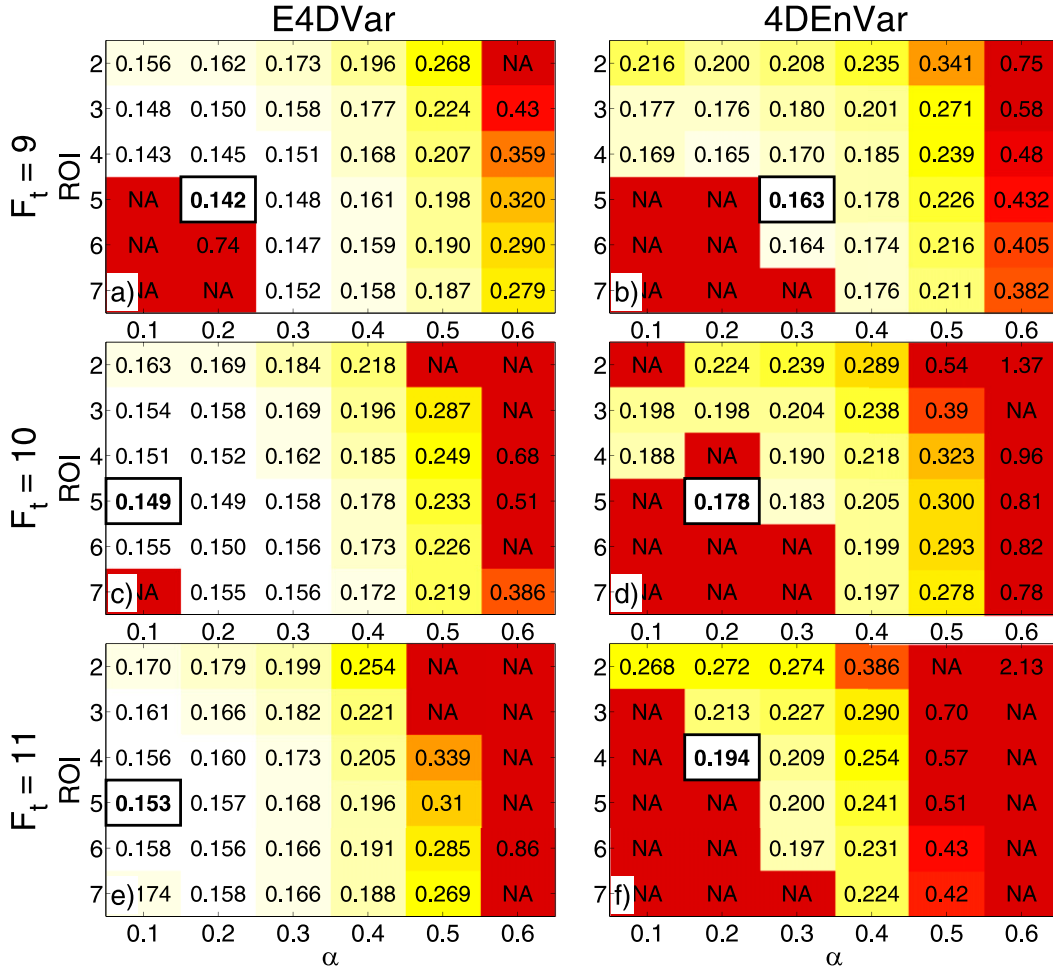 E4DVar 4DEnVar
F_t = 9
ROI
2 0.156 0.162 0.173 0.196 0.268 NA 0.216 0.200 0.208 0.235 0.341 0.75
3 0.148 0.150 0.158 0.177 0.224 0.43 3 0.177 0.176 0.180 0.201 0.271 0.58
4 0.143 0.145 0.151 0.168 0.207 0.359 4 0.169 0.165 0.170 0.185 0.239 0.48
5 NA 0.142 0.148 0.161 0.198 0.320 5 NA NA 0.163 0.178 0.226 0.432
6 NA 0.74 0.147 0.159 0.190 0.290 6 NA NA 0.164 0.174 0.216 0.405
7 a) NA NA 0.152 0.158 0.187 0.279 7 b) NA NA NA 0.176 0.211 0.382
0.1 0.2 0.3 0.4 0.5 0.6 0.1 0.2 0.3 0.4 0.5 0.6
F_t = 10
ROI
2 0.163 0.169 0.184 0.218 NA NA 2 NA 0.224 0.239 0.289 0.54 1.37
3 0.154 0.158 0.169 0.196 0.287 NA 3 0.198 0.198 0.204 0.238 0.39 NA
4 0.151 0.152 0.162 0.185 0.249 0.68 4 0.188 NA 0.190 0.218 0.323 0.96
5 0.149 0.149 0.158 0.178 0.233 0.51 5 NA 0.178 0.183 0.205 0.300 0.81
6 0.155 0.150 0.156 0.173 0.226 NA 6 NA NA NA 0.199 0.293 0.82
7 c) NA 0.155 0.156 0.172 0.219 0.386 7 d) NA NA NA 0.197 0.278 0.78
0.1 0.2 0.3 0.4 0.5 0.6 0.1 0.2 0.3 0.4 0.5 0.6
F_t = 11
ROI
2 0.170 0.179 0.199 0.254 NA NA 2 0.268 0.272 0.274 0.386 NA 2.13
3 0.161 0.166 0.182 0.221 NA NA 3 NA 0.213 0.227 0.290 0.70 NA
4 0.156 0.160 0.173 0.205 0.339 NA 4 NA 0.194 0.209 0.254 0.57 NA
5 0.153 0.157 0.168 0.196 0.31 NA 5 NA NA 0.200 0.241 0.51 NA
6 0.158 0.156 0.166 0.191 0.285 0.86 6 NA NA 0.197 0.231 0.43 NA
7 e) .174 0.158 0.166 0.188 0.269 NA 7 f) NA NA NA 0.224 0.42 NA
0.1 0.2 0.3 0.4 0.5 0.6 0.1 0.2 0.3 0.4 0.5 0.6
α α